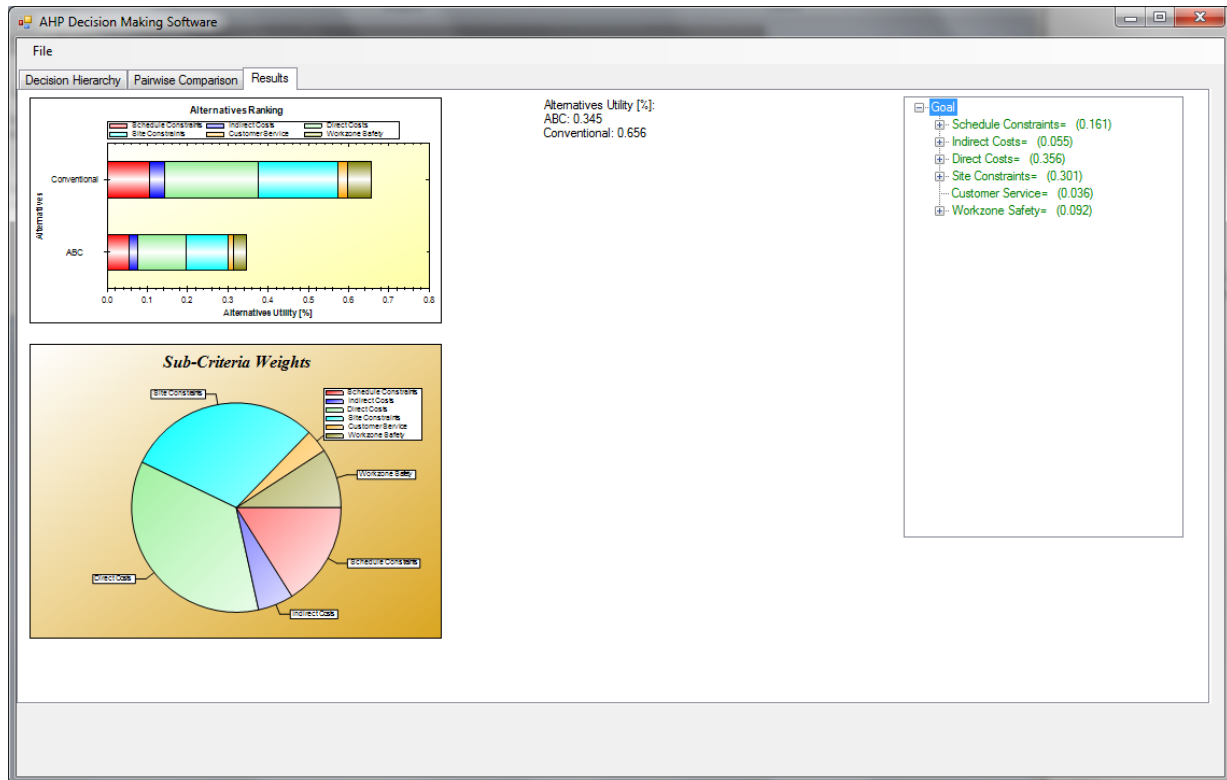 AHP Decision Making Software
File
Decision Hierarchy Pairwise Comparison Results
Alternatives Ranking
Schedule Constraints Indirect Costs Direct Costs
Site Constraints Customer Service Workzone Safety
Alternatives
Conventional
ABC
0.0 0.1 0.2 0.3 0.4 0.5 0.6 0.7 0.8
Alternatives Utility [%]
Sub-Criteria Weights
Site Constraints
Schedule Constraints
Indirect Costs
Direct Costs
Site Constraints
Customer Service
Workzone Safety
Workzone Safety
Schedule Constraints
Direct Costs
Indirect Costs
Alternatives Utility [%]:
ABC: 0.345
Conventional: 0.656
Goal
Schedule Constraints= (0.161)
Indirect Costs= (0.055)
Direct Costs= (0.356)
Site Constraints= (0.301)
Customer Service= (0.036)
Workzone Safety= (0.092)